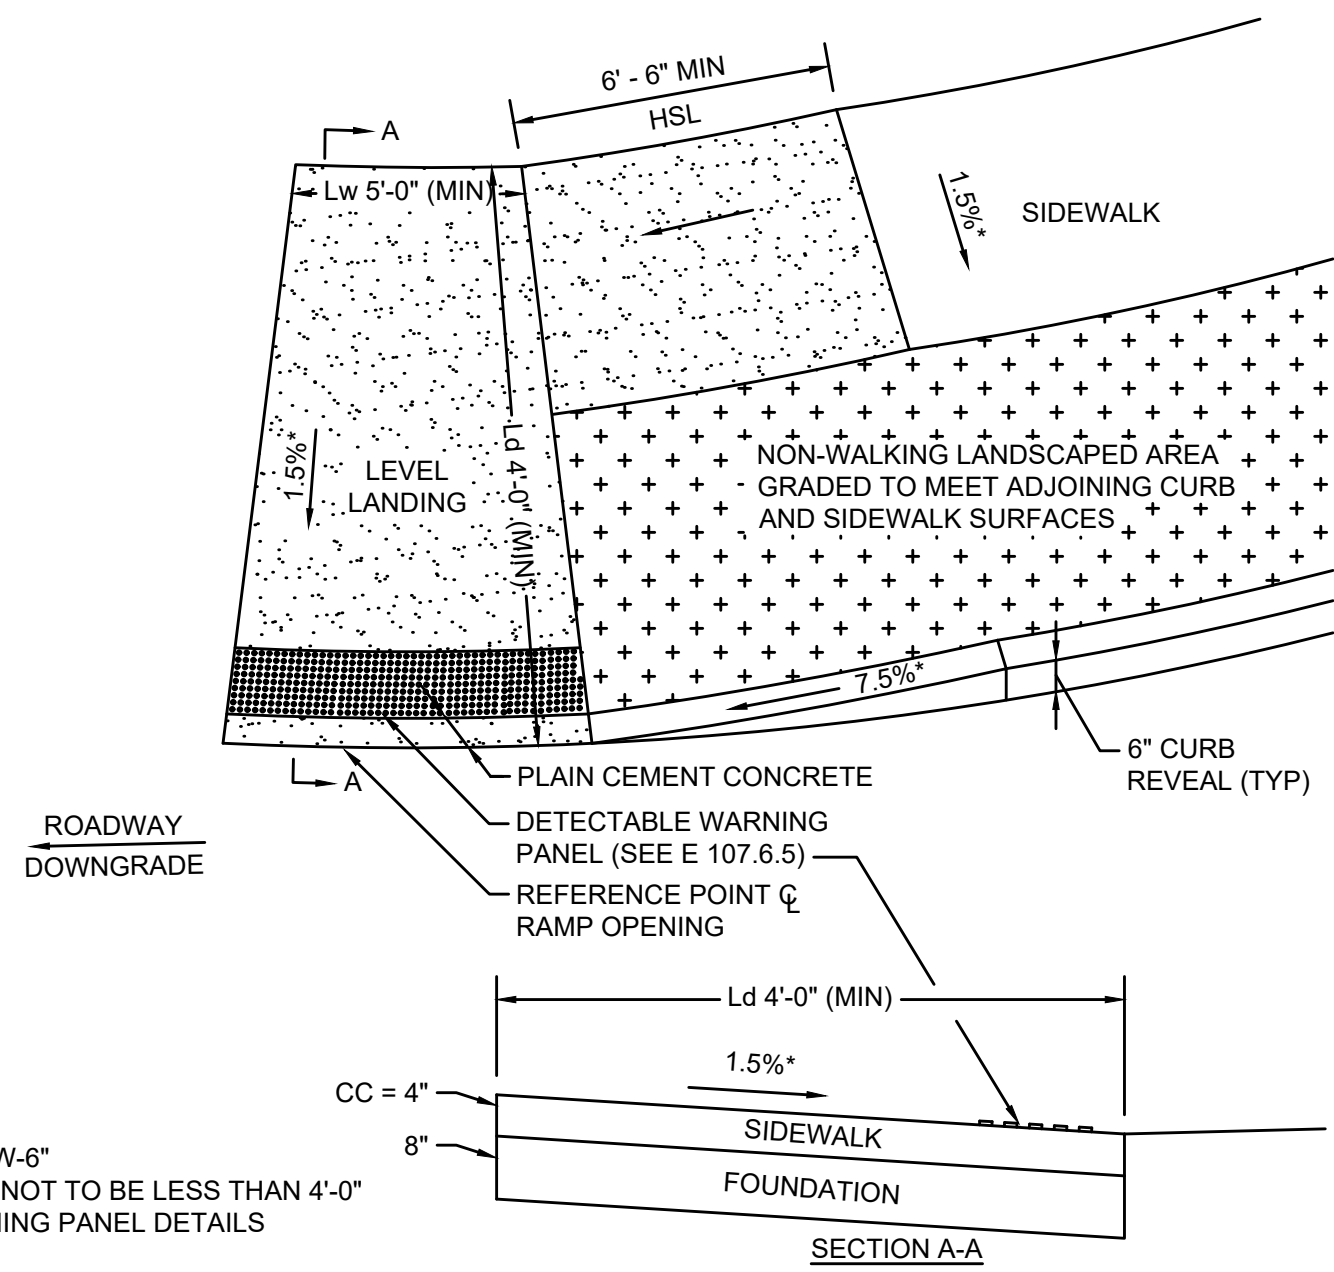 6' - 6" MIN
HSL
A
Lw 5'-0" (MIN)
1.5%*
SIDEWALK
Ld 4'-0" (MIN)
1.5%*
LEVEL
LANDING
NON-WALKING LANDSCAPED AREA
GRADED TO MEET ADJOINING CURB
AND SIDEWALK SURFACES
7.5%*
6" CURB
REVEAL (TYP)
A
PLAIN CEMENT CONCRETE
DETECTABLE WARNING
PANEL (SEE E 107.6.5)
REFERENCE POINT ℄
RAMP OPENING
ROADWAY
DOWNGRADE
Ld 4'-0" (MIN)
1.5%*
CC = 4"
SIDEWALK
8"
FOUNDATION
SECTION A-A
W-6"
NOT TO BE LESS THAN 4'-0"
PANEL DETAILS